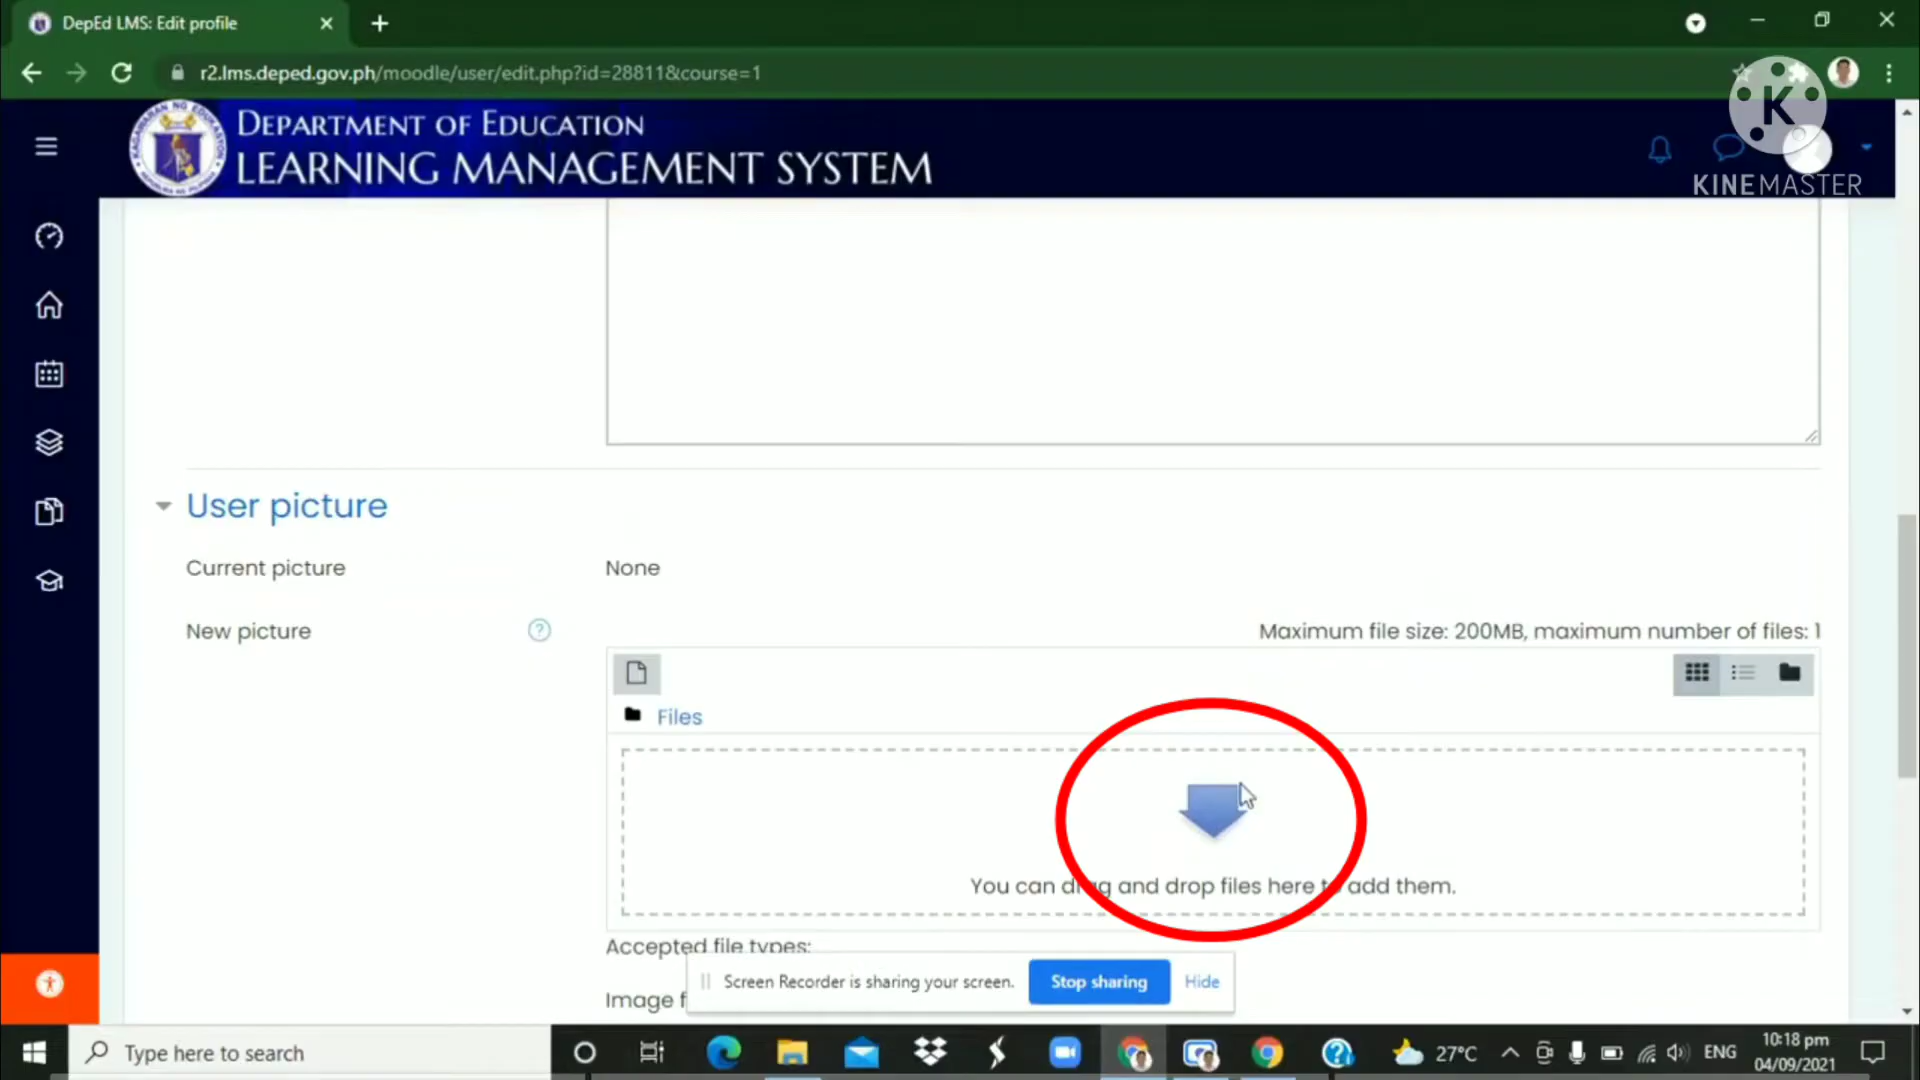 DepEd LMS: Edit profile
r2.lms.deped.gov.ph/moodle/user/edit.php?id=28811&course=1
K
KINEMASTER
DEPARTMENT OF EDUCATION
LEARNING MANAGEMENT SYSTEM
User picture
Current picture
None
New picture
?
Maximum file size: 200MB, maximum number of files: 1
Files
You can drag and drop files here to add them.
Accepted file types:
Screen Recorder is sharing your screen.
Stop sharing
Hide
Image f
Type here to search
27°C
ENG
10:18 pm
04/09/2021